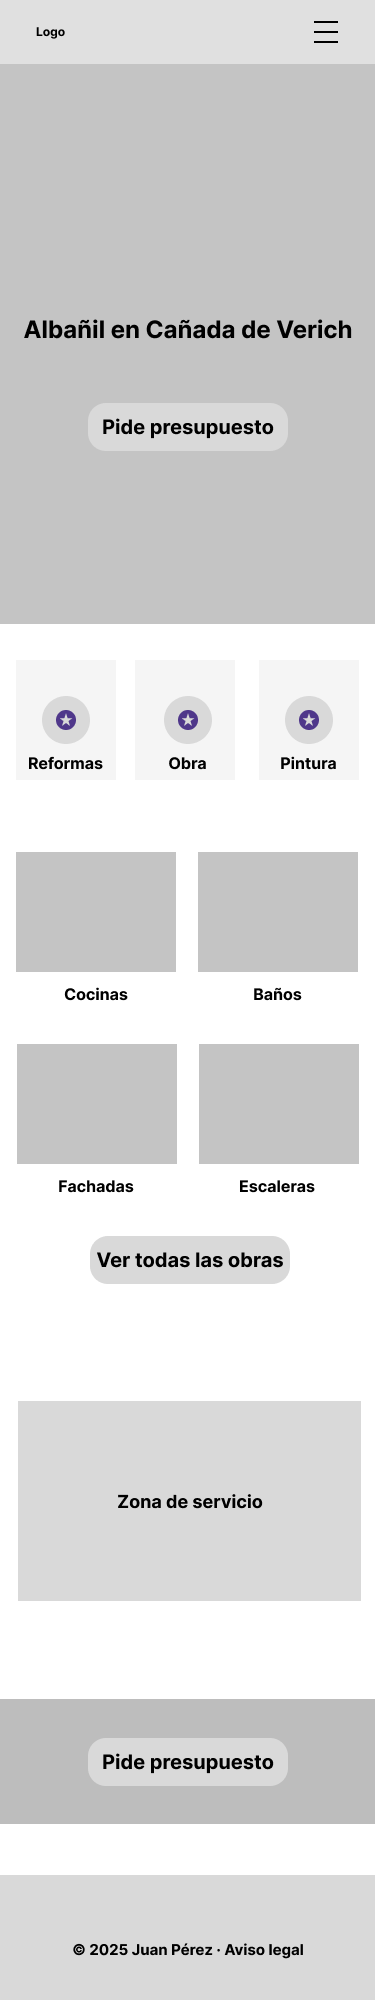 Logo
Albañil en Cañada de Verich
Pide presupuesto
Reformas
Obra
Pintura
Cocinas
Baños
Fachadas
Escaleras
Ver todas las obras
Zona de servicio
Pide presupuesto
© 2025 Juan Pérez · Aviso legal